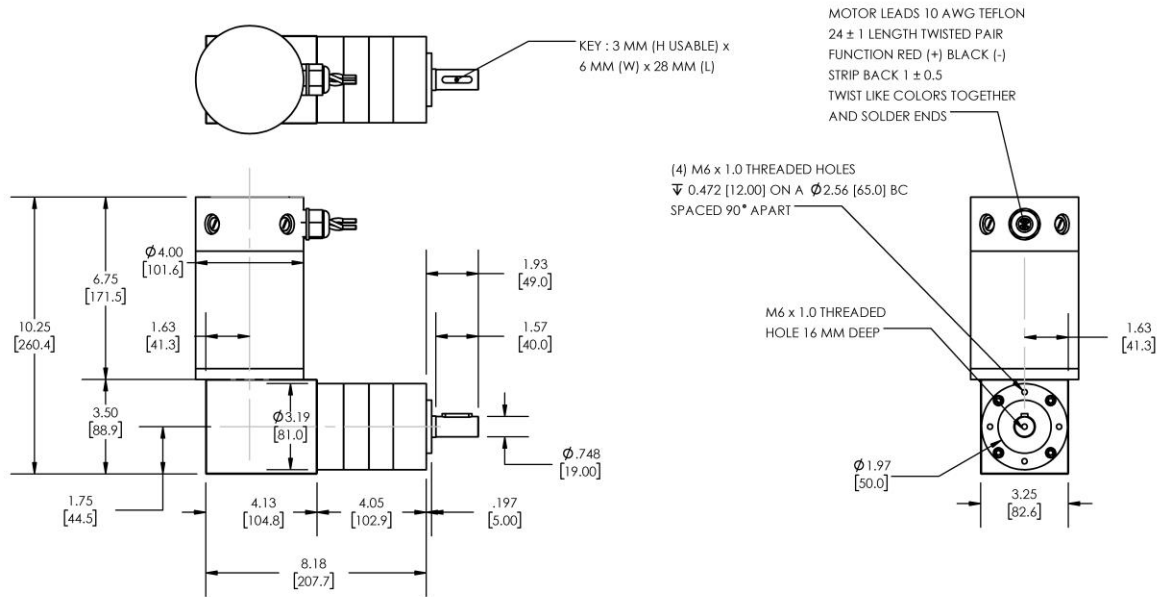 MOTOR LEADS 10 AWG TEFLON
24 ± 1 LENGTH TWISTED PAIR
FUNCTION RED (+) BLACK (-)
STRIP BACK 1 ± 0.5
TWIST LIKE COLORS TOGETHER
AND SOLDER ENDS
KEY : 3 MM (H USABLE) x
6 MM (W) x 28 MM (L)
(4) M6 x 1.0 THREADED HOLES
↧ 0.472 [12.00] ON A Ø2.56 [65.0] BC
SPACED 90° APART
M6 x 1.0 THREADED
HOLE 16 MM DEEP
Ø4.00
[101.6]
6.75
[171.5]
10.25
[260.4]
1.63
[41.3]
1.93
[49.0]
1.57
[40.0]
1.63
[41.3]
3.50
[88.9]
Ø3.19
[81.0]
Ø.748
[19.00]
Ø1.97
[50.0]
1.75
[44.5]
4.13
[104.8]
4.05
[102.9]
.197
[5.00]
3.25
[82.6]
8.18
[207.7]